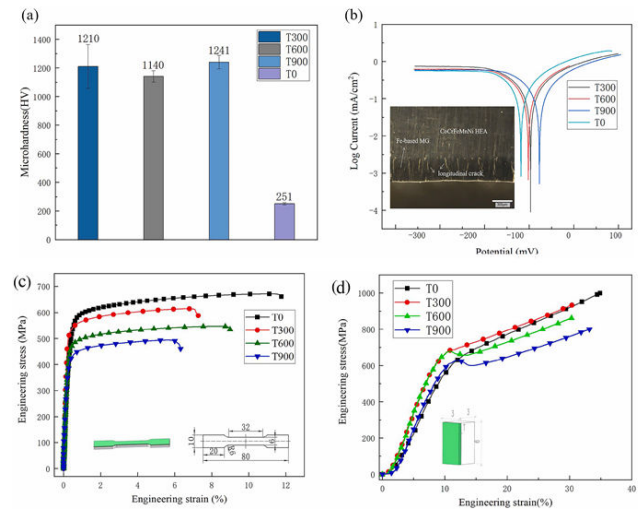 (a)
1400
1200
1000
800
600
400
200
0
Microhardness(HV)
1210
1140
1241
251
T300
T600
T900
T0
(b)
1
0
-1
-2
-3
-4
Log Current (mA/cm²)
-300
-200
-100
0
100
Potential (mV)
T300
T600
T900
T0
CoCrFeMnNi HEA
Fe-based MG
longitudinal crack
(c)
700
600
500
400
300
200
100
0
Engineering stress(MPa)
0
2
4
6
8
10
12
Engineering strain (%)
T0
T300
T600
T900
32
10
6
20
80
(d)
1000
800
600
400
200
0
Engineering stress(MPa)
0
10
20
30
40
Engineering strain(%)
T0
T300
T600
T900